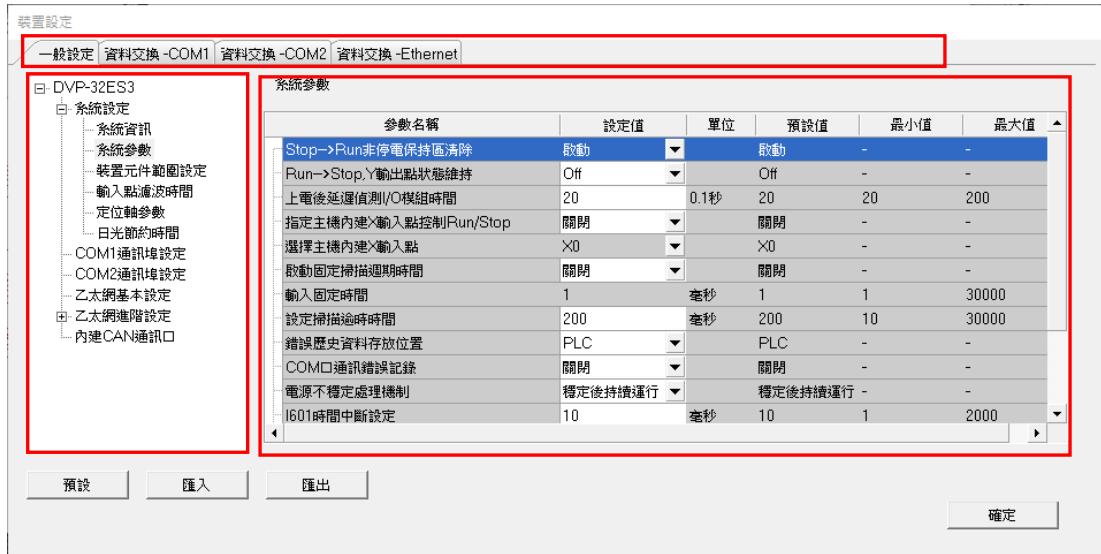 裝置設定
一般設定 資料交換 -COM1 資料交換 -COM2 資料交換 -Ethernet
DVP-32ES3
系統設定
系統資訊
系統參數
裝置元件範圍設定
輸入點濾波時間
定位軸參數
日光節約時間
COM1通訊埠設定
COM2通訊埠設定
乙太網基本設定
乙太網進階設定
內建CAN通訊口
系統參數
參數名稱 設定值 單位 預設值 最小值 最大值
Stop-->Run非停電保持區清除 啟動 啟動 - -
Run-->Stop,Y輸出點狀態維持 Off Off - -
上電後延遲偵測I/O模組時間 20 0.1秒 20 20 200
指定主機內建X輸入點控制Run/Stop 關閉 關閉 - -
選擇主機內建X輸入點 X0 X0 - -
啟動固定掃描週期時間 關閉 關閉 - -
輸入固定時間 1 毫秒 1 1 30000
設定掃描逾時時間 200 毫秒 200 10 30000
錯誤歷史資料存放位置 PLC PLC - -
COM口通訊錯誤記錄 關閉 關閉 - -
電源不穩定處理機制 穩定後持續運行 穩定後持續運行 - -
I601時間中斷設定 10 毫秒 10 1 2000
預設 匯入 匯出
確定